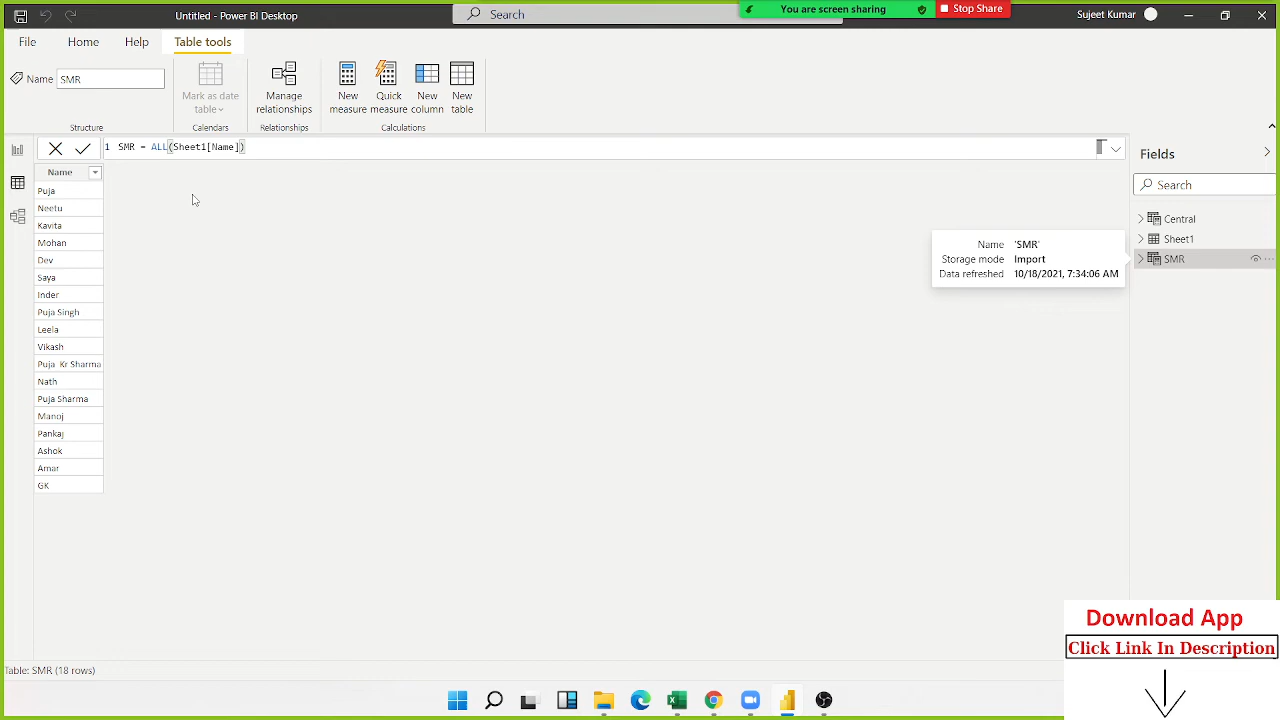 Untitled - Power BI Desktop
Search
You are screen sharing
Stop Share
Sujeet Kumar
File
Home
Help
Table tools
Name
SMR
Mark as date
table
Manage
relationships
New
measure
Quick
measure
New
column
New
table
Structure
Calendars
Relationships
Calculations
1 SMR = ALL(Sheet1[Name])
Name
Puja
Neetu
Kavita
Mohan
Dev
Saya
Inder
Puja Singh
Leela
Vikash
Puja Kr Sharma
Nath
Puja Sharma
Manoj
Pankaj
Ashok
Amar
GK
Fields
Search
Central
Sheet1
SMR
Name 'SMR'
Storage mode Import
Data refreshed 10/18/2021, 7:34:06 AM
Table: SMR (18 rows)
Download App
Click Link In Description